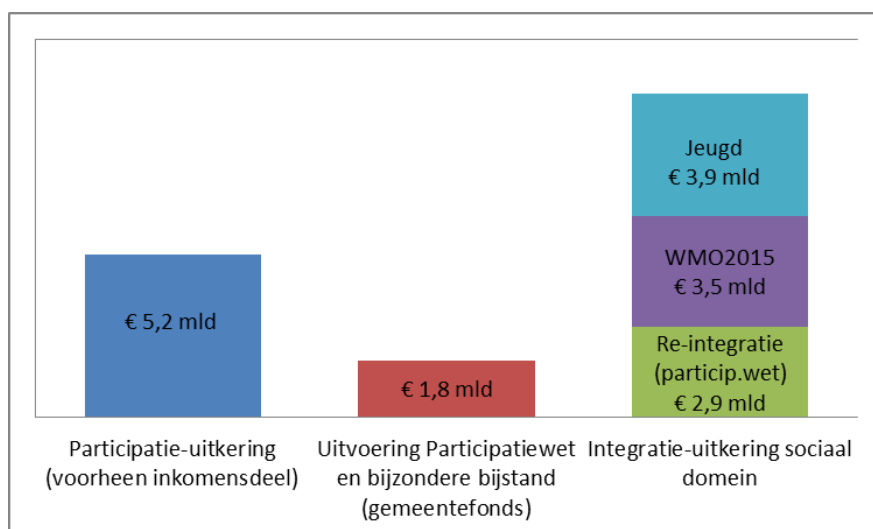 Jeugd
€ 3,9 mld
WMO2015
€ 3,5 mld
€ 5,2 mld
Re-integratie
(particip.wet)
€ 2,9 mld
€ 1,8 mld
Participatie-uitkering
(voorheen inkomensdeel)
Uitvoering Participatiewet
en bijzondere bijstand
(gemeentefonds)
Integratie-uitkering sociaal
domein